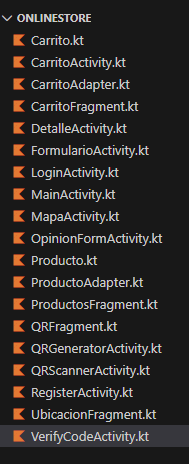 ONLINESTORE
Carrito.kt
CarritoActivity.kt
CarritoAdapter.kt
CarritoFragment.kt
DetalleActivity.kt
FormularioActivity.kt
LoginActivity.kt
MainActivity.kt
MapaActivity.kt
OpinionFormActivity.kt
Producto.kt
ProductoAdapter.kt
ProductosFragment.kt
QRFragment.kt
QRGeneratorActivity.kt
QRScannerActivity.kt
RegisterActivity.kt
UbicacionFragment.kt
VerifyCodeActivity.kt